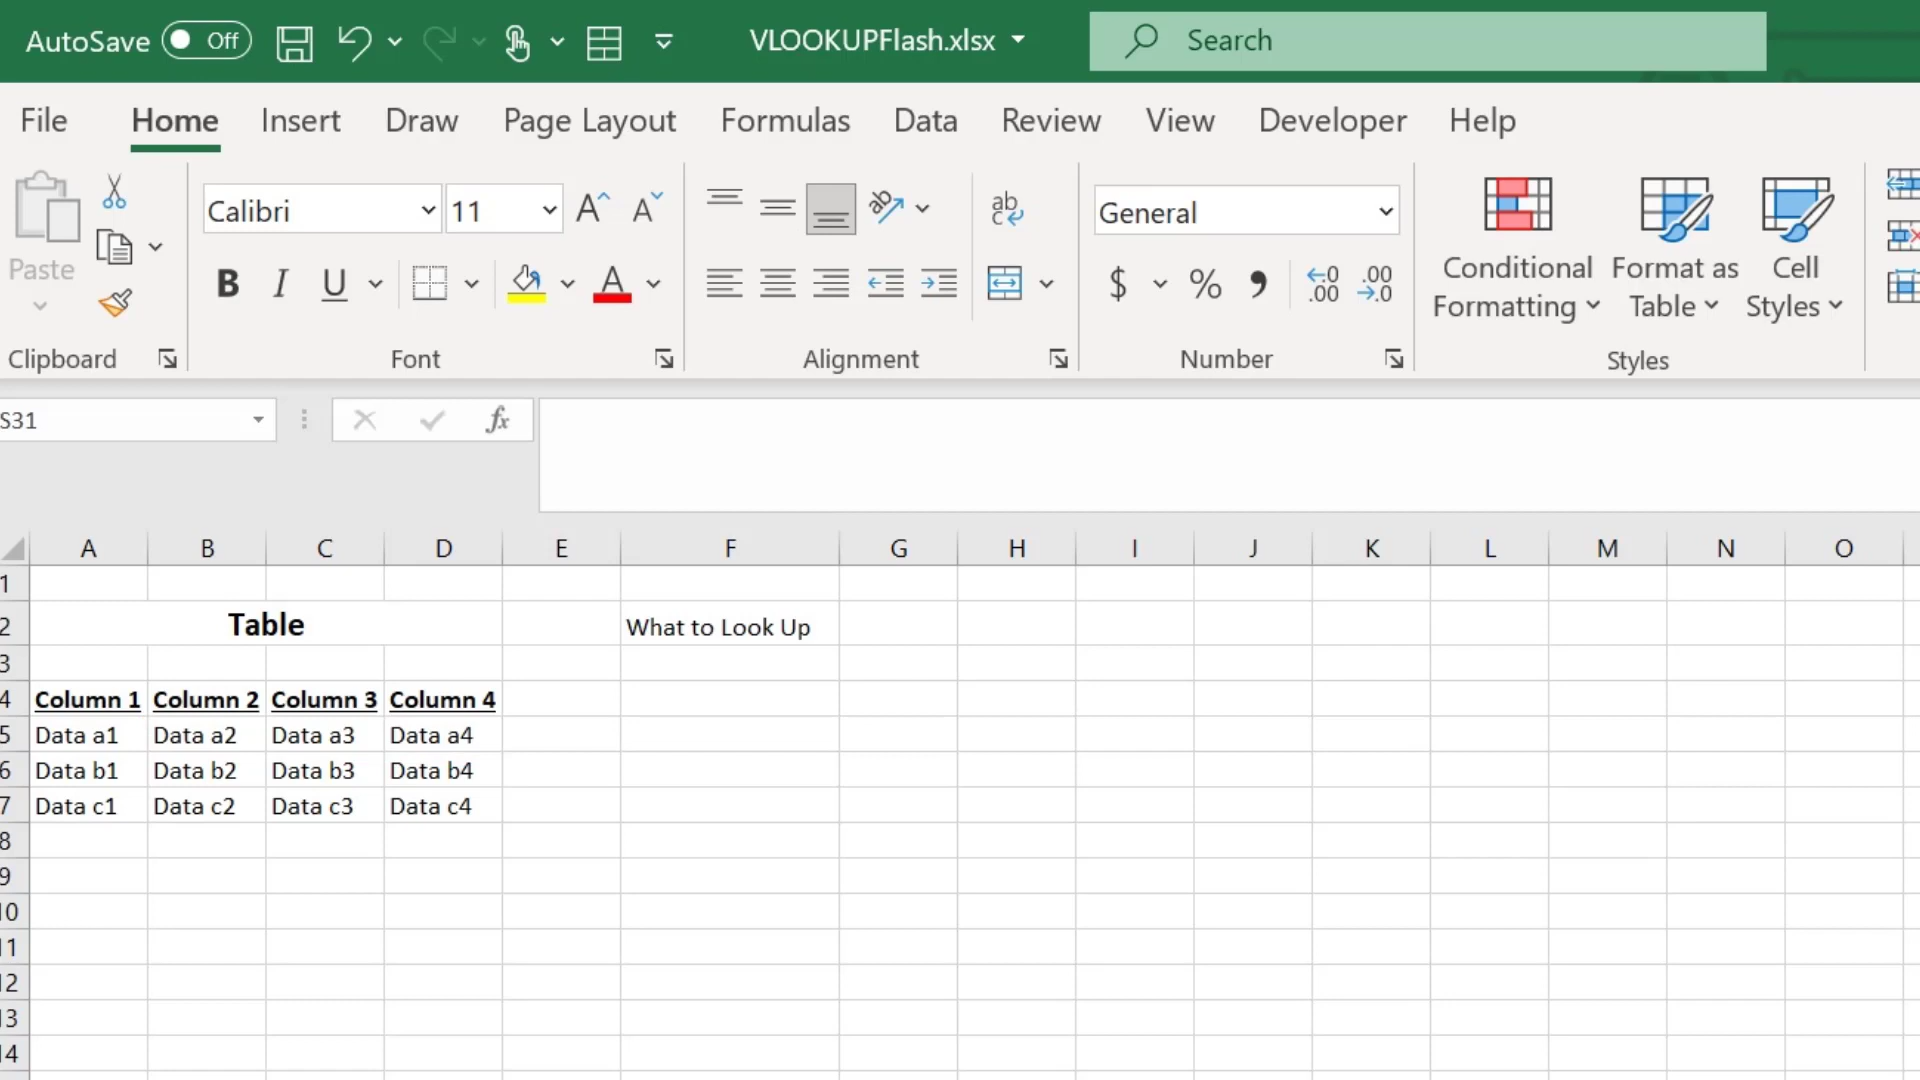 AutoSave Off VLOOKUPFlash.xlsx Search
File Home Insert Draw Page Layout Formulas Data Review View Developer Help
Paste Calibri 11 General Conditional Formatting Format as Table Cell Styles
Clipboard Font Alignment Number Styles
S31 fx
A B C D E F G H I J K L M N O
1
2 Table What to Look Up
3
4 Column 1 Column 2 Column 3 Column 4
5 Data a1 Data a2 Data a3 Data a4
6 Data b1 Data b2 Data b3 Data b4
7 Data c1 Data c2 Data c3 Data c4
8
9
10
11
12
13
14